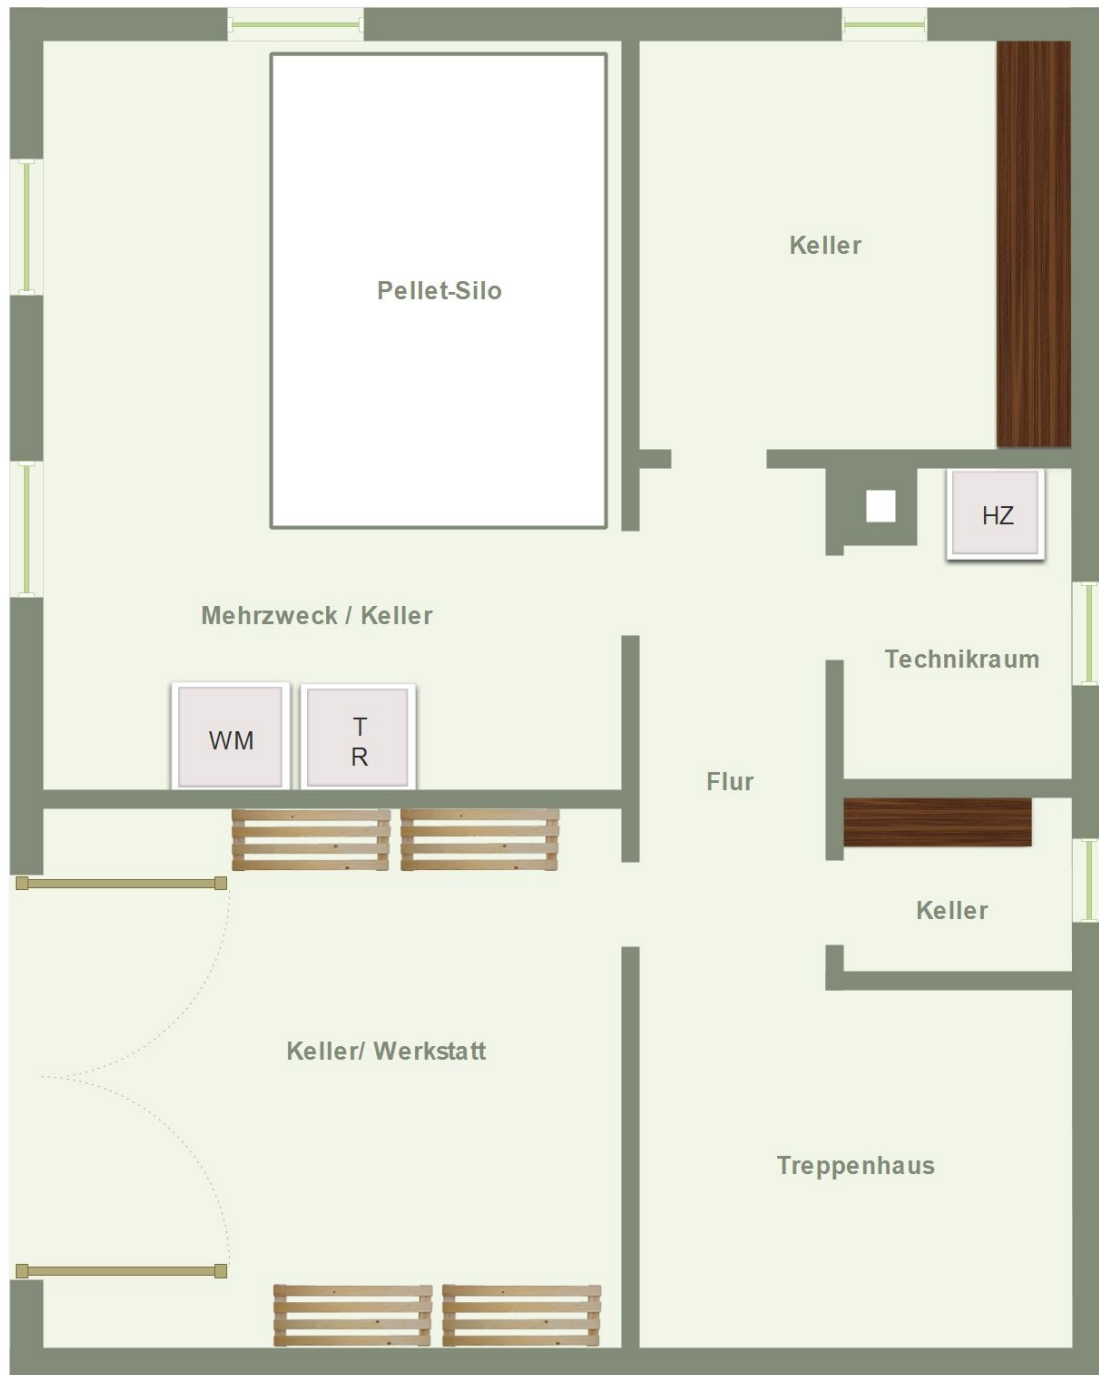 Keller
Pellet-Silo
HZ
Mehrzweck / Keller
Technikraum
WM
T
R
Flur
Keller
Keller/ Werkstatt
Treppenhaus